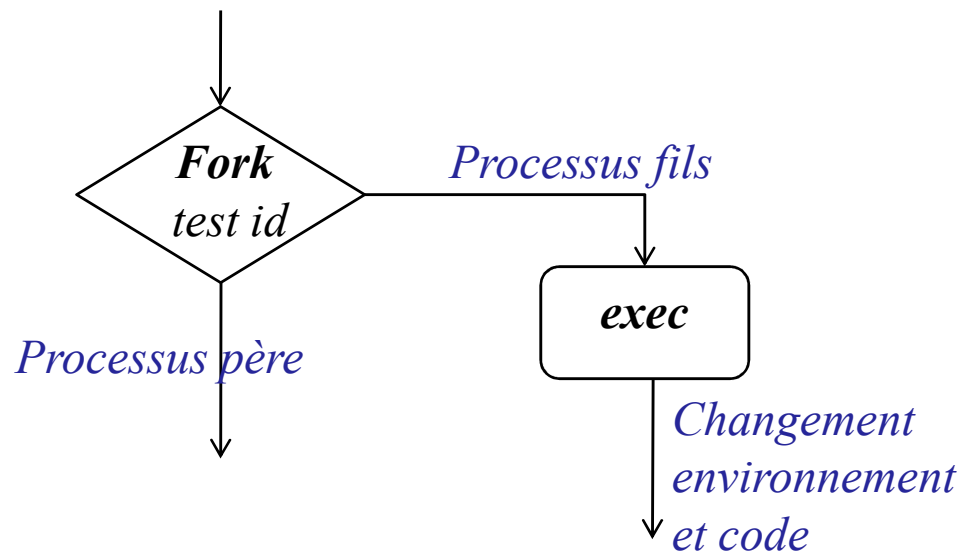 Fork
test id
Processus fils
exec
Processus père
Changement
environnement
et code